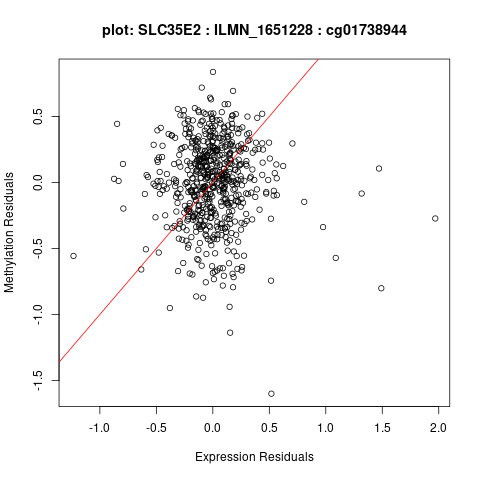 plot: SLC35E2 : ILMN_1651228 : cg01738944
Methylation Residuals
0.5
0.0
-0.5
-1.0
-1.5
-1.0 -0.5 0.0 0.5 1.0 1.5 2.0
Expression Residuals